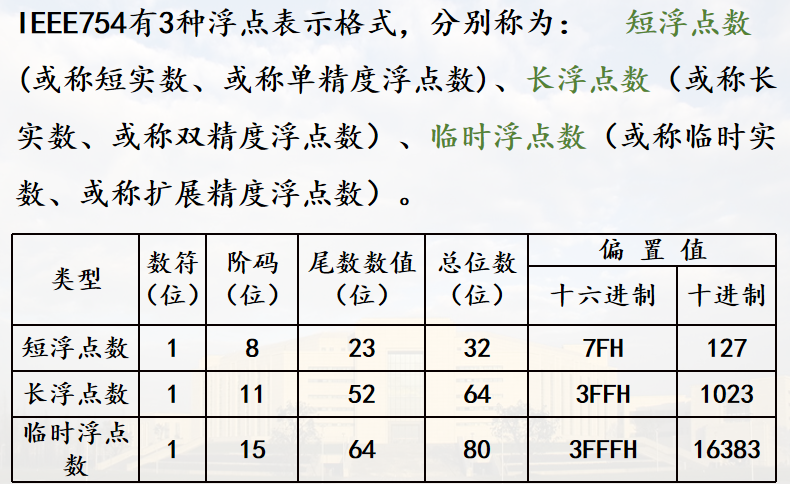 IEEE754有3种浮点表示格式，分别称为： 短浮点数
(或称短实数、或称单精度浮点数)、长浮点数（或称长
实数、或称双精度浮点数）、临时浮点数（或称临时实
数、或称扩展精度浮点数）。
类型 数符（位） 阶码（位） 尾数数值（位） 总位数（位） 偏置值
十六进制 十进制
短浮点数 1 8 23 32 7FH 127
长浮点数 1 11 52 64 3FFH 1023
临时浮点数 1 15 64 80 3FFFH 16383